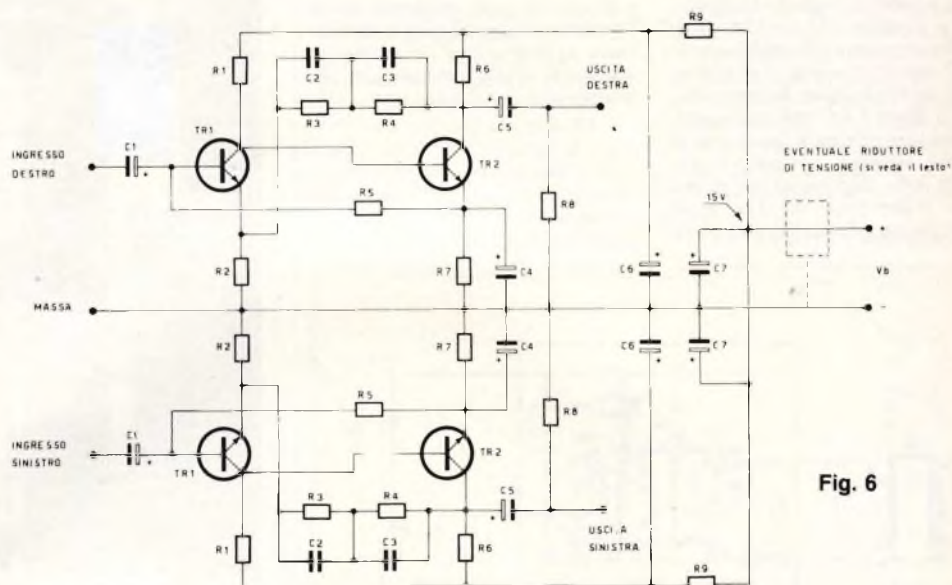 R9
R1
C2
C3
R6
USCITA
DESTRA
R3
R4
C5
TR1
TR2
C1
INGRESSO
DESTRO
EVENTUALE RIDUTTORE
DI TENSIONE (si veda il testo)
R5
R8
15V
R2
R7
C4
C6
C7
Vb
MASSA
R2
R7
C4
C6
C7
R5
R8
INGRESSO
SINISTRO
C1
TR1
TR2
R3
R4
C5
Fig. 6
R1
C2
C3
R6
USCI.A
SINISTRA
R9